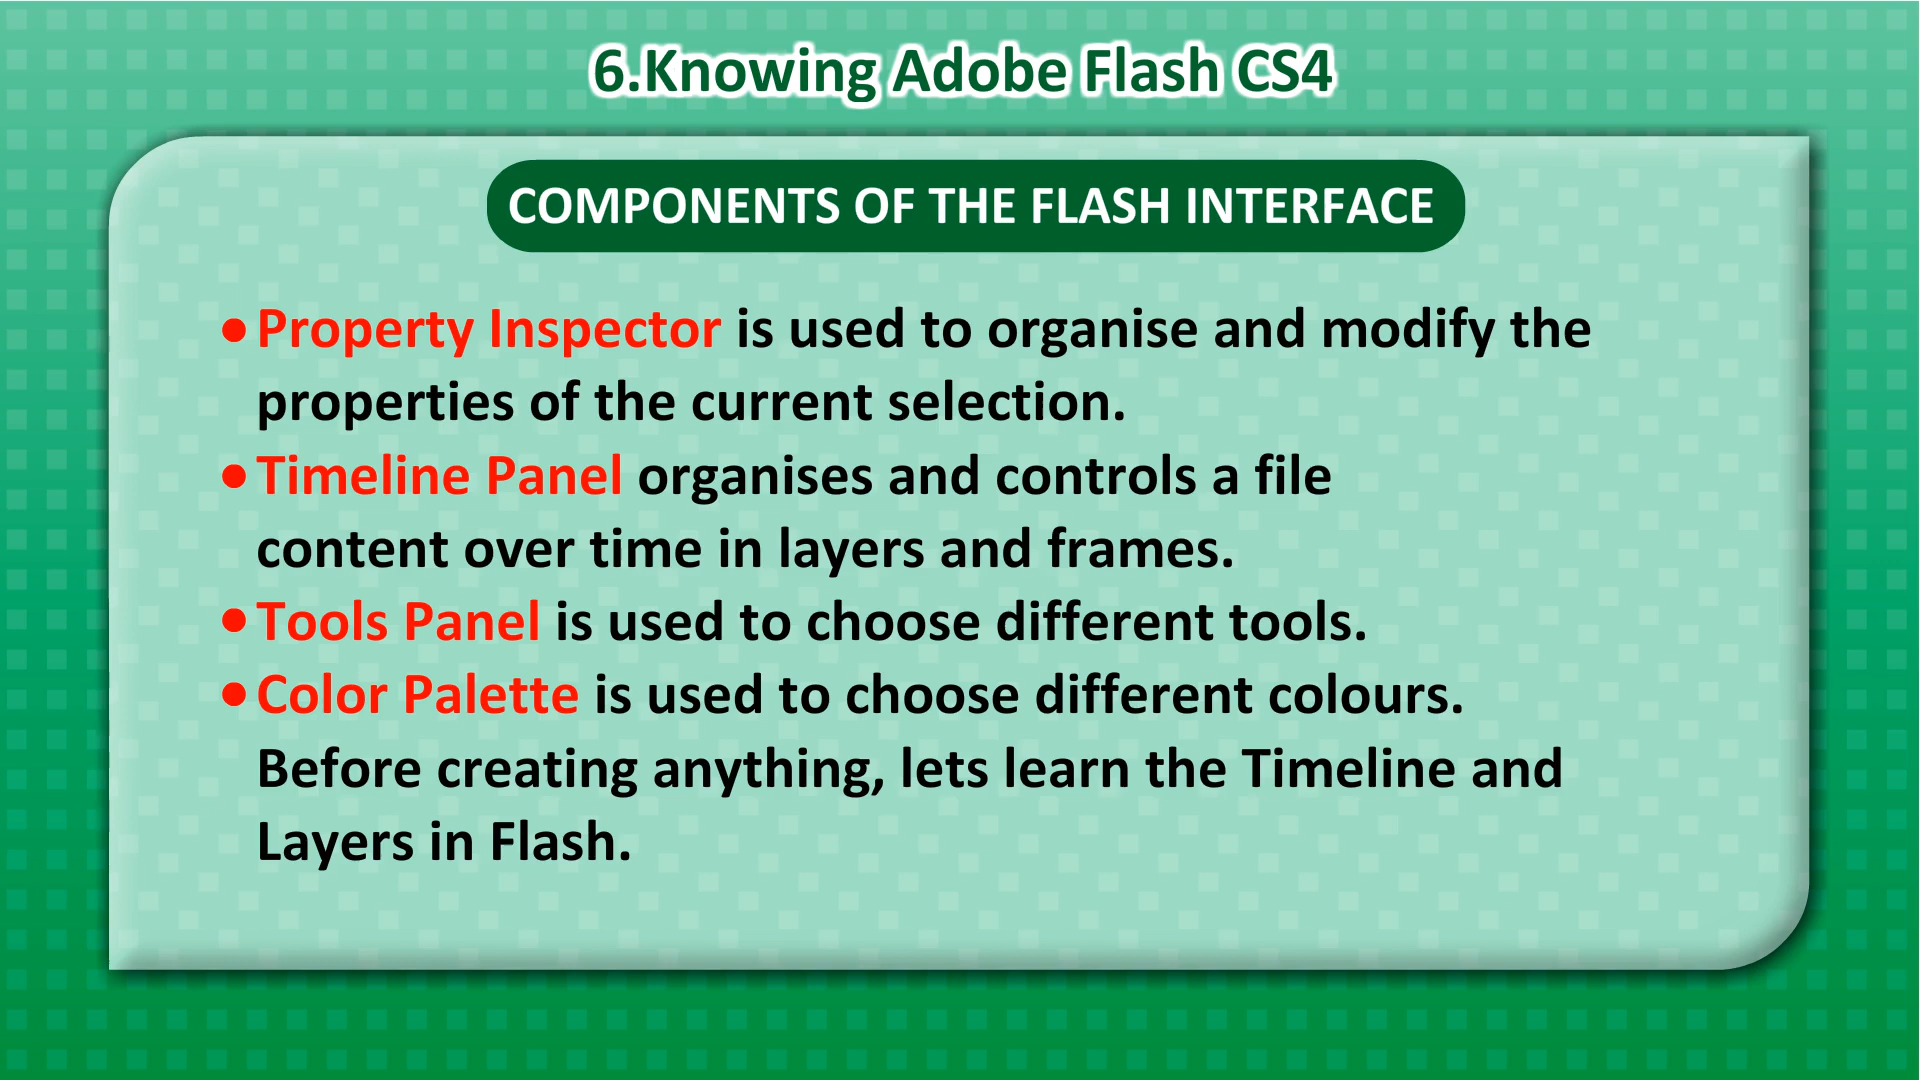 6.Knowing Adobe Flash CS4
COMPONENTS OF THE FLASH INTERFACE
•Property Inspector is used to organise and modify the
properties of the current selection.
•Timeline Panel organises and controls a file
content over time in layers and frames.
•Tools Panel is used to choose different tools.
•Color Palette is used to choose different colours.
Before creating anything, lets learn the Timeline and
Layers in Flash.